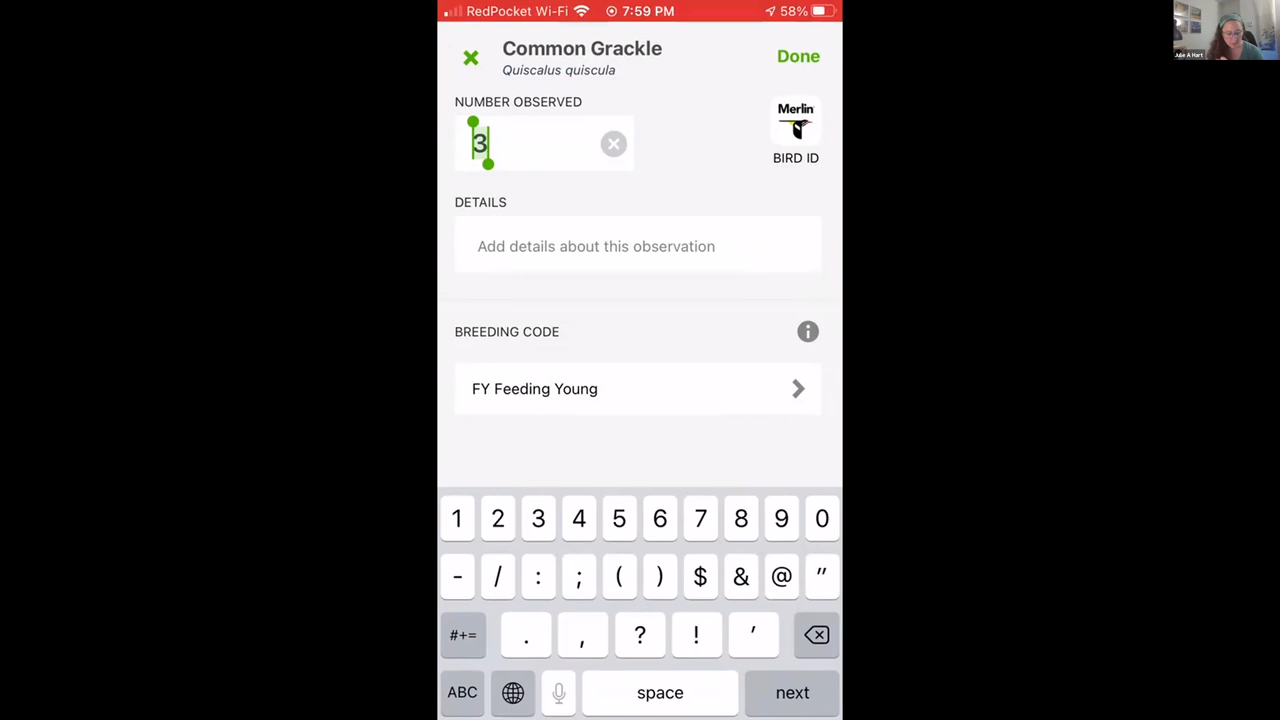 RedPocket Wi-Fi 7:59 PM 58%
Common Grackle
Quiscalus quiscula
Done
NUMBER OBSERVED
3
Merlin
BIRD ID
DETAILS
Add details about this observation
BREEDING CODE
FY Feeding Young
1 2 3 4 5 6 7 8 9 0
- / : ; ( ) $ & @ "
#+= . , ? ! '
ABC space next
Julie A Hart